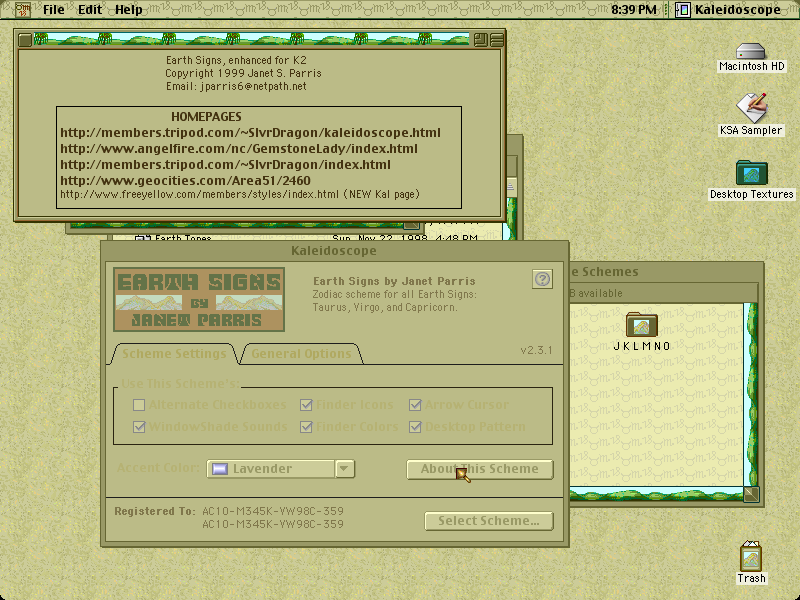 File Edit Help
8:39 PM Kaleidoscope
Earth Signs, enhanced for K2
Copyright 1999 Janet S. Parris
Email: jparris6@netpath.net
HOMEPAGES
http://members.tripod.com/~SlvrDragon/kaleidoscope.html
http://www.angelfire.com/nc/GemstoneLady/index.html
http://members.tripod.com/~SlvrDragon/index.html
http://www.geocities.com/Area51/2460
http://www.freeyellow.com/members/styles/index.html (NEW Kal page)
Macintosh HD
KSA Sampler
Desktop Textures
Earth Tones Sun, Nov 22, 1998, 4:48 PM
Kaleidoscope
EARTH SIGNS
BY
JANET PARRIS
Earth Signs by Janet Parris
Zodiac scheme for all Earth Signs:
Taurus, Virgo, and Capricorn.
?
Scheme Settings
General Options
v2.3.1
Use This Scheme's:
Alternate Checkboxes
Finder Icons
Arrow Cursor
WindowShade Sounds
Finder Colors
Desktop Pattern
Accent Color:
Lavender
About This Scheme
Registered To: AC10-M345K-YW98C-359
AC10-M345K-YW98C-359
Select Scheme...
e Schemes
B available
J K L M N O
Trash